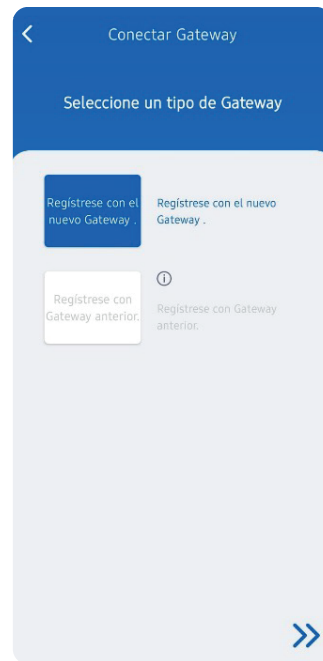 Conectar Gateway
Seleccione un tipo de Gateway
Regístrese con el
nuevo Gateway .
Regístrese con el nuevo
Gateway .
Regístrese con
Gateway anterior.
Regístrese con Gateway
anterior.